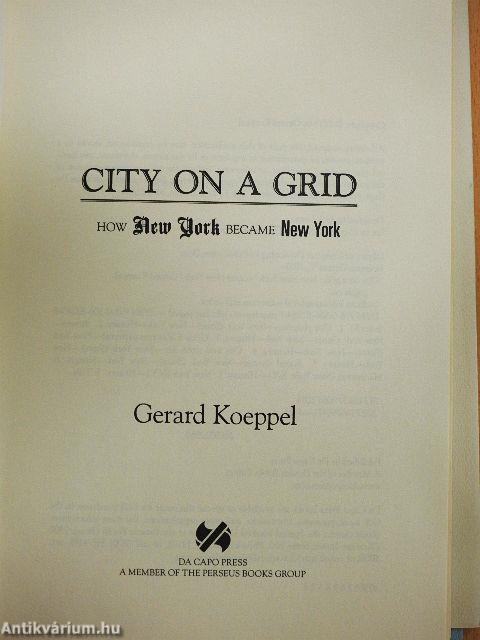 CITY ON A GRID
HOW New York BECAME New York
Gerard Koeppel
DA CAPO PRESS
A MEMBER OF THE PERSEUS BOOKS GROUP
Antikvárium.hu